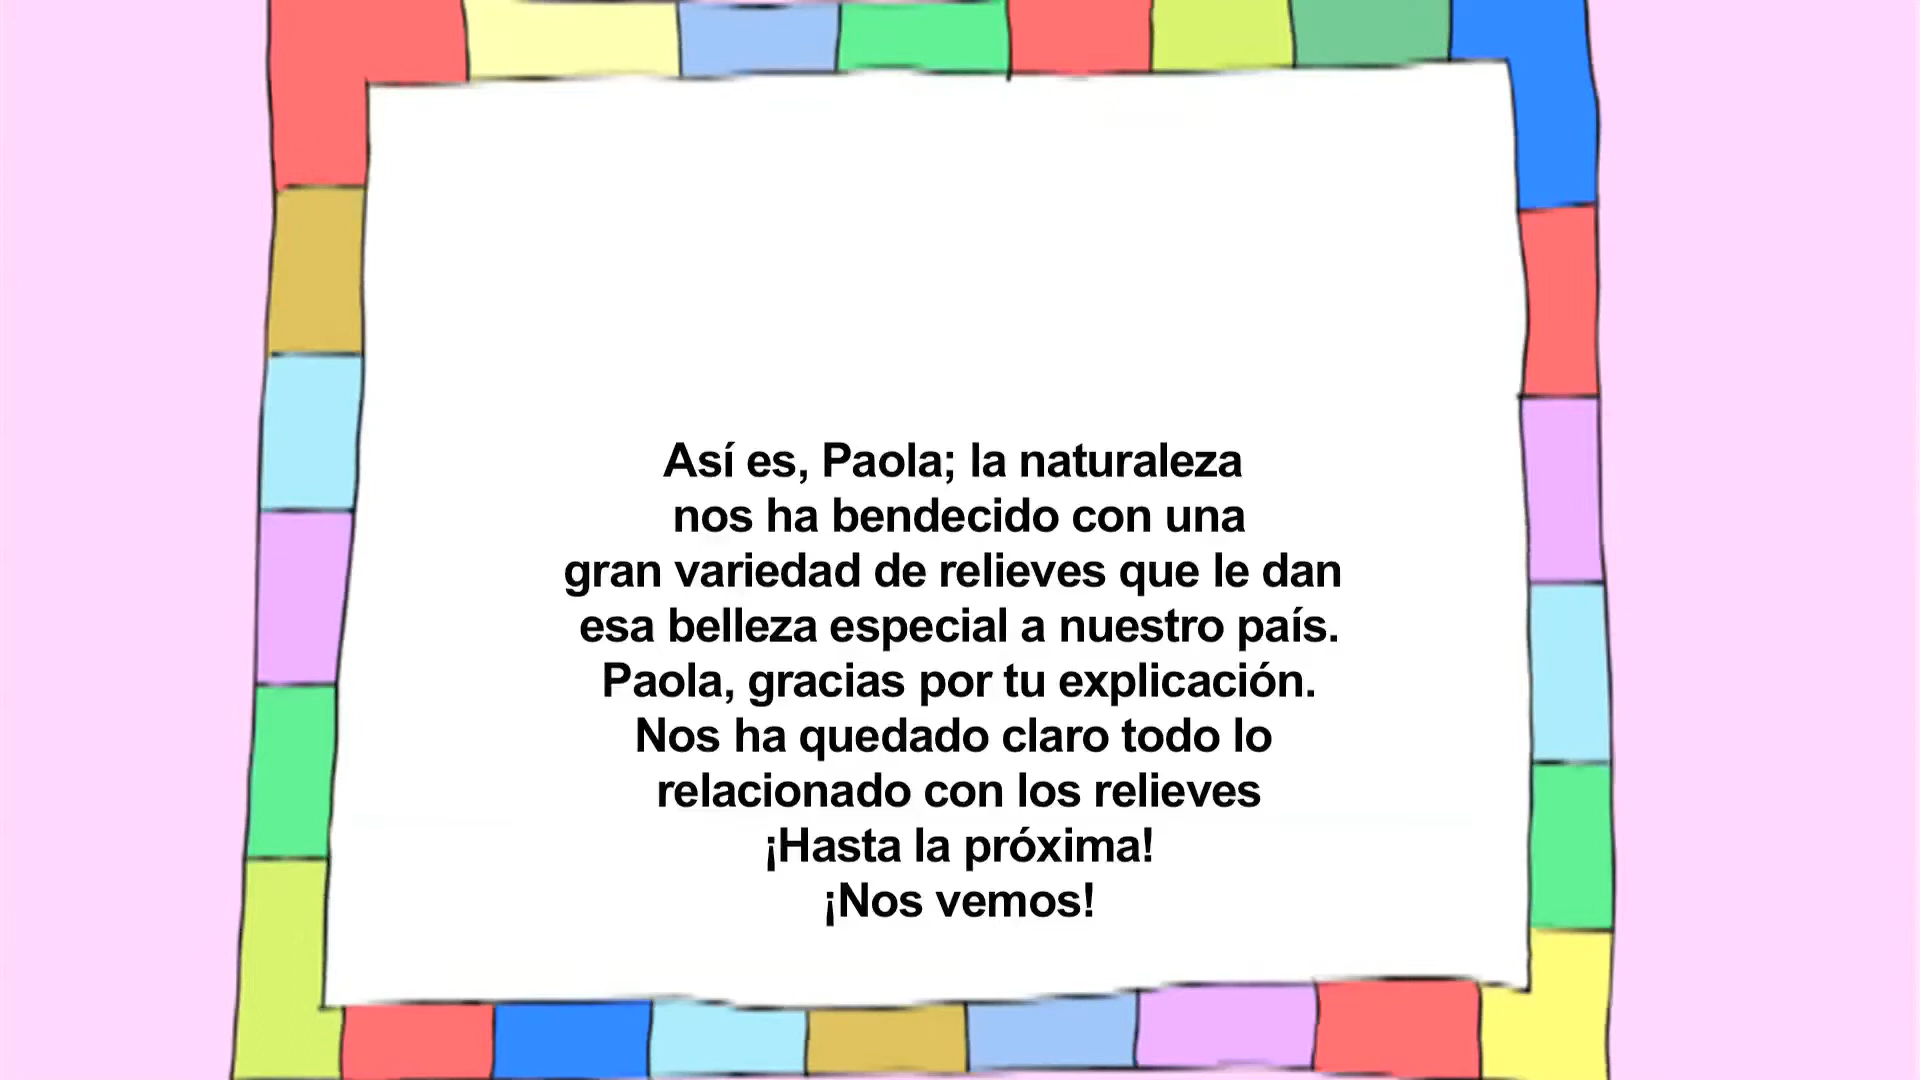 Así es, Paola; la naturaleza
nos ha bendecido con una
gran variedad de relieves que le dan
esa belleza especial a nuestro país.
Paola, gracias por tu explicación.
Nos ha quedado claro todo lo
relacionado con los relieves
¡Hasta la próxima!
¡Nos vemos!